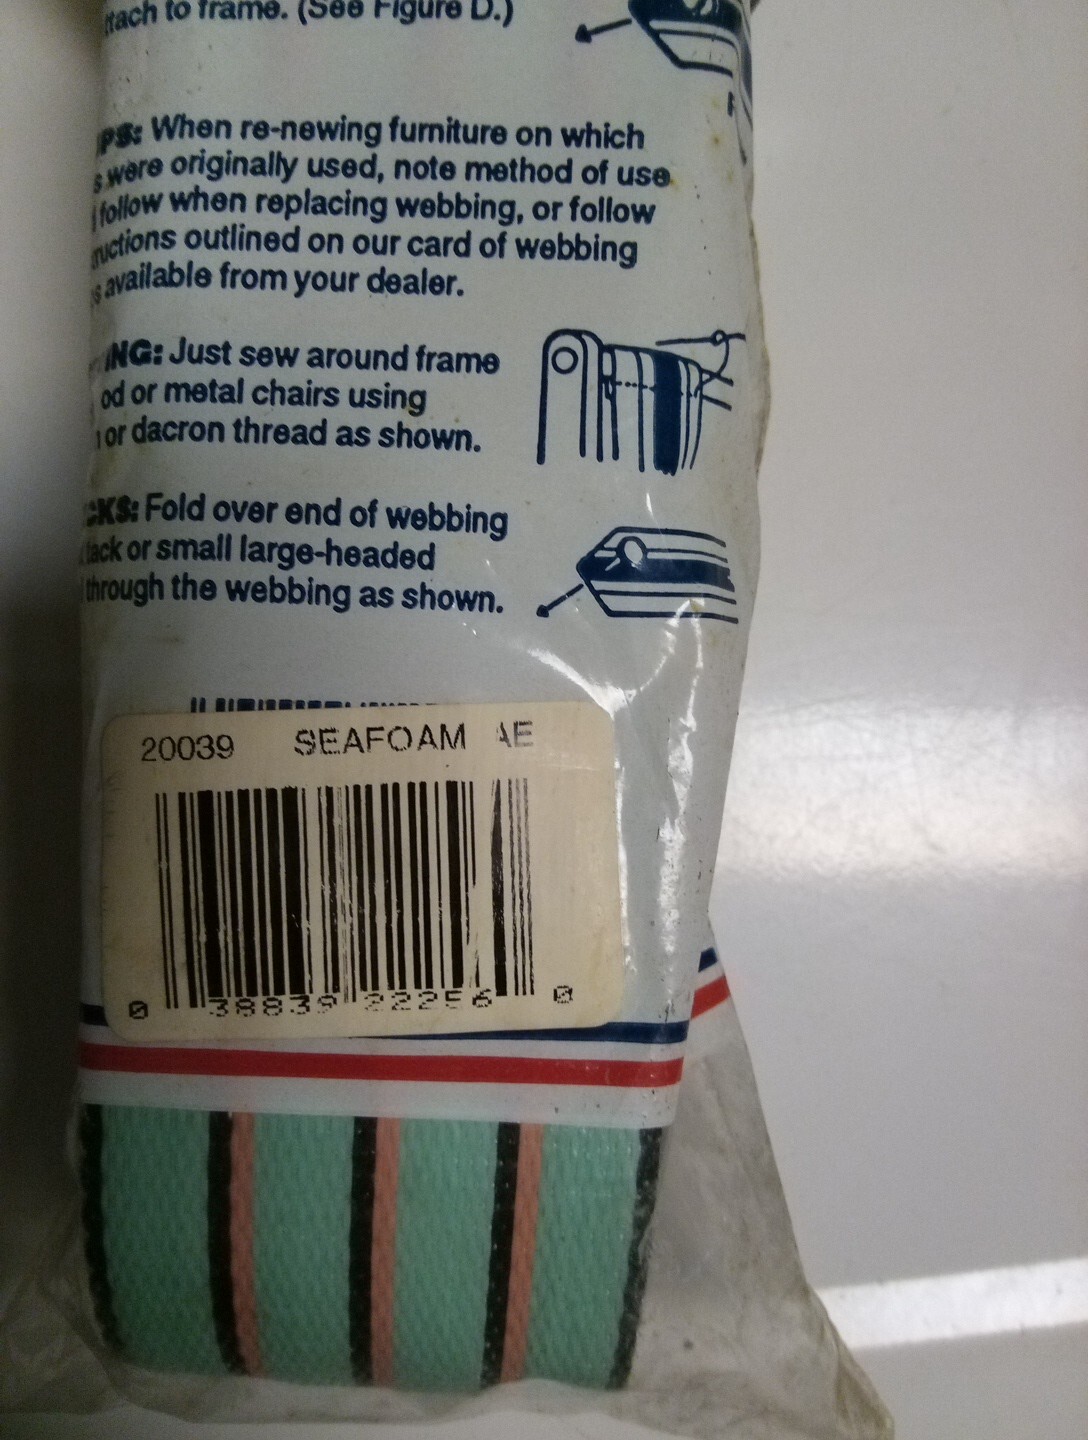 ttach to frame. (See Figure D.)
PS: When re-newing furniture on which
s were originally used, note method of use
follow when replacing webbing, or follow
ructions outlined on our card of webbing
s available from your dealer.
ING: Just sew around frame
od or metal chairs using
or dacron thread as shown.
CKS: Fold over end of webbing
tack or small large-headed
through the webbing as shown.
20039 SEAFOAM AE
0 38839 22256 0